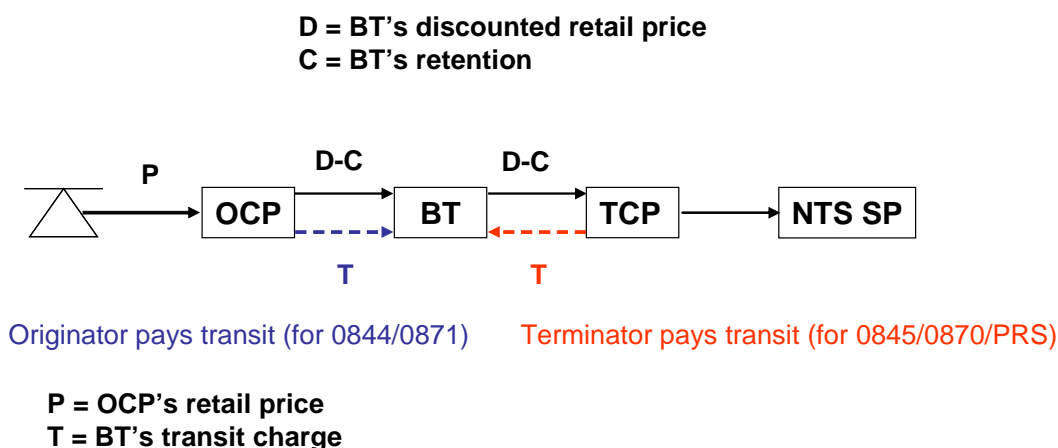 D = BT’s discounted retail price
C = BT’s retention
P
D-C
D-C
OCP
BT
TCP
NTS SP
T
T
Originator pays transit (for 0844/0871)
Terminator pays transit (for 0845/0870/PRS)
P = OCP’s retail price
T = BT’s transit charge